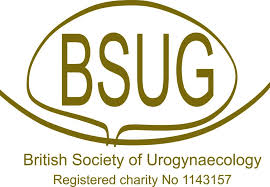 BSUG
British Society of Urogynaecology
Registered charity No 1143157